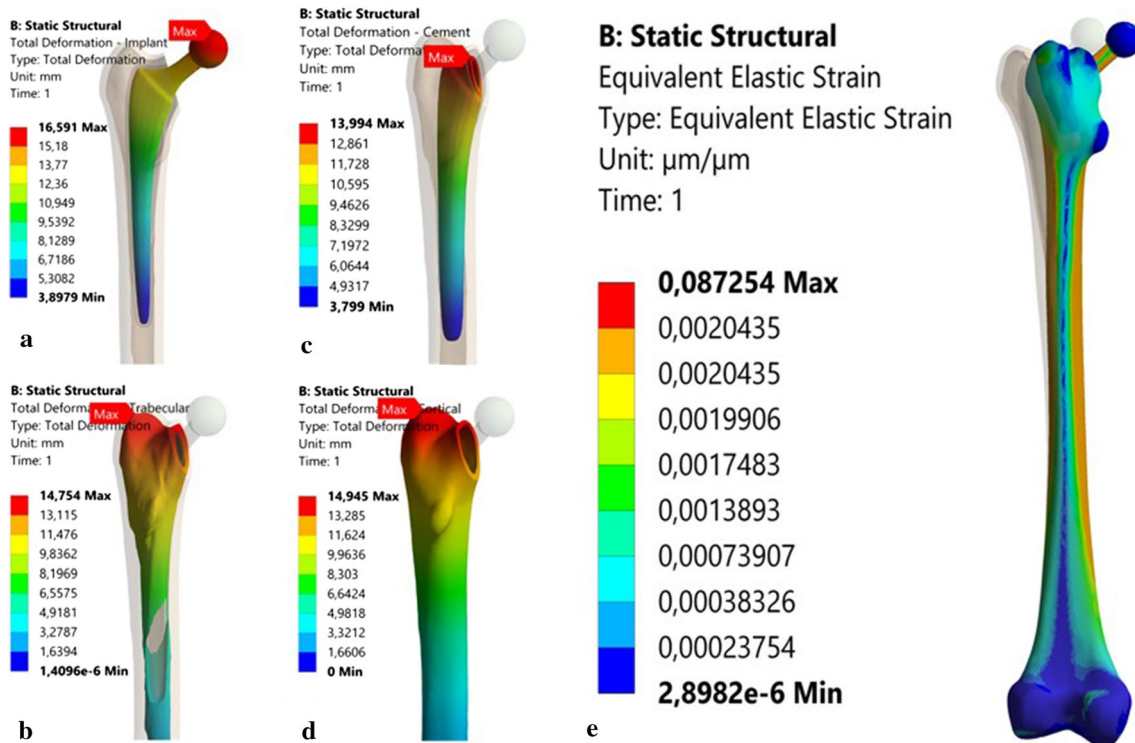 B: Static Structural
Total Deformation - Implant
Type: Total Deformation
Unit: mm
Time: 1
Max
16,591 Max
15,18
13,77
12,36
10,949
9,5392
8,1289
6,7186
5,3082
3,8979 Min
a
B: Static Structural
Total Deformation - Cement
Type: Total Deforma
Unit: mm
Time: 1
Max
13,994 Max
12,861
11,728
10,595
9,4626
8,3299
7,1972
6,0644
4,9317
3,799 Min
c
B: Static Structural
Total Deforma Trabecular
Type: Total Deformation
Unit: mm
Time: 1
Max
14,754 Max
13,115
11,476
9,8362
8,1969
6,5575
4,9181
3,2787
1,6394
1,4096e-6 Min
b
B: Static Structural
Total Deforma ortical
Type: Total Deformation
Unit: mm
Time: 1
Max
14,945 Max
13,285
11,624
9,9636
8,303
6,6424
4,9818
3,3212
1,6606
0 Min
d
B: Static Structural
Equivalent Elastic Strain
Type: Equivalent Elastic Strain
Unit: µm/µm
Time: 1
0,087254 Max
0,0020435
0,0020435
0,0019906
0,0017483
0,0013893
0,00073907
0,00038326
0,00023754
2,8982e-6 Min
e